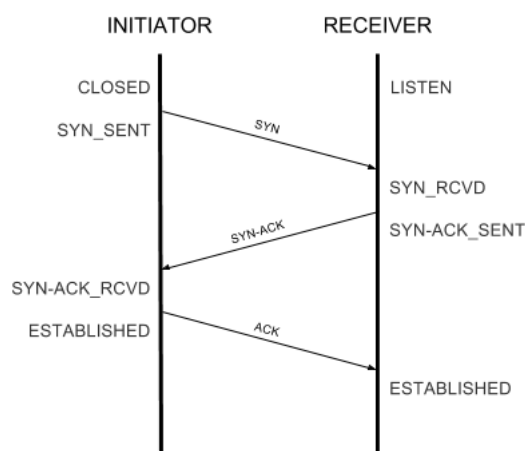 INITIATOR RECEIVER
CLOSED LISTEN
SYN_SENT SYN
SYN_RCVD
SYN-ACK SYN-ACK_SENT
SYN-ACK_RCVD
ESTABLISHED ACK
ESTABLISHED